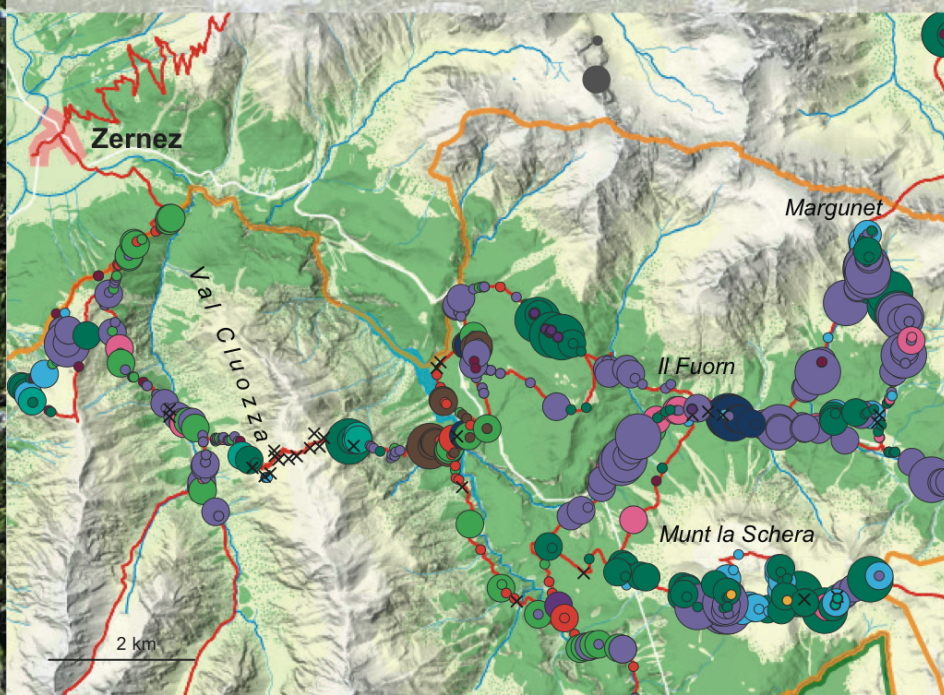 Zernez
Margunet
Val Cluozza
Il Fuorn
Munt la Schera
2 km